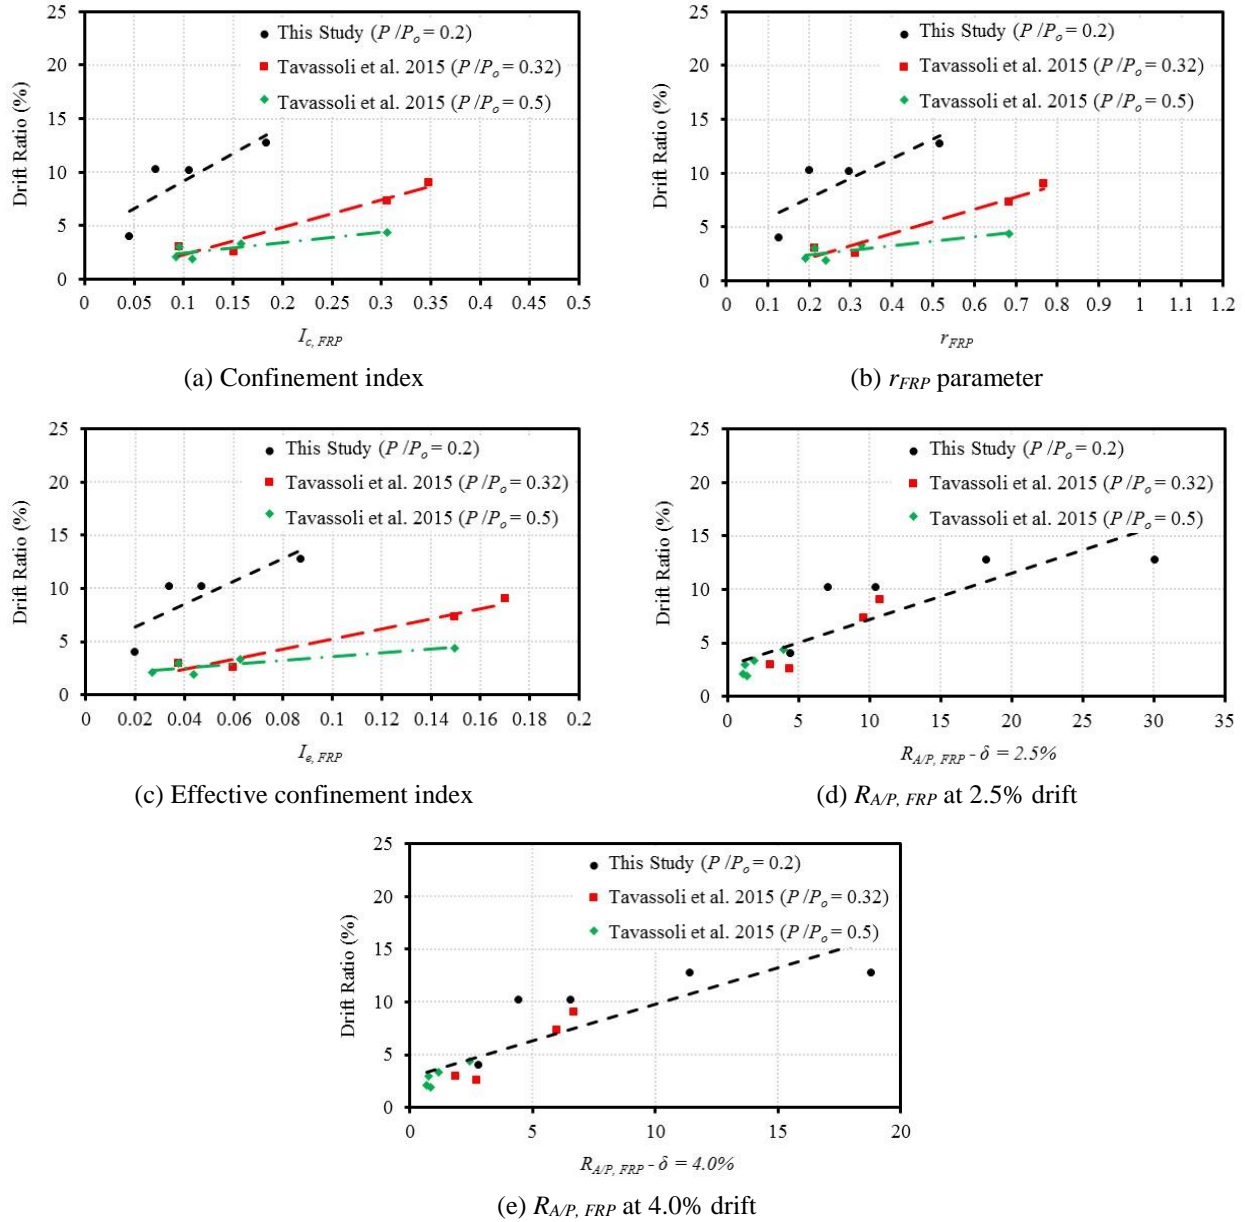 25
20
15
10
5
0
Drift Ratio (%)
This Study (P/Po = 0.2)
Tavassoli et al. 2015 (P/Po = 0.32)
Tavassoli et al. 2015 (P/Po = 0.5)
0 0.05 0.1 0.15 0.2 0.25 0.3 0.35 0.4 0.45 0.5
Ic, FRP
(a) Confinement index
25
20
15
10
5
0
Drift Ratio (%)
This Study (P/Po = 0.2)
Tavassoli et al. 2015 (P/Po = 0.32)
Tavassoli et al. 2015 (P/Po = 0.5)
0 0.1 0.2 0.3 0.4 0.5 0.6 0.7 0.8 0.9 1 1.1 1.2
rFRP
(b) rFRP parameter
25
20
15
10
5
0
Drift Ratio (%)
This Study (P/Po = 0.2)
Tavassoli et al. 2015 (P/Po = 0.32)
Tavassoli et al. 2015 (P/Po = 0.5)
0 0.02 0.04 0.06 0.08 0.1 0.12 0.14 0.16 0.18 0.2
Ie, FRP
(c) Effective confinement index
25
20
15
10
5
0
Drift Ratio (%)
This Study (P/Po = 0.2)
Tavassoli et al. 2015 (P/Po = 0.32)
Tavassoli et al. 2015 (P/Po = 0.5)
0 5 10 15 20 25 30 35
RA/P, FRP - δ = 2.5%
(d) RA/P, FRP at 2.5% drift
25
20
15
10
5
0
Drift Ratio (%)
This Study (P/Po = 0.2)
Tavassoli et al. 2015 (P/Po = 0.32)
Tavassoli et al. 2015 (P/Po = 0.5)
0 5 10 15 20
RA/P, FRP - δ = 4.0%
(e) RA/P, FRP at 4.0% drift